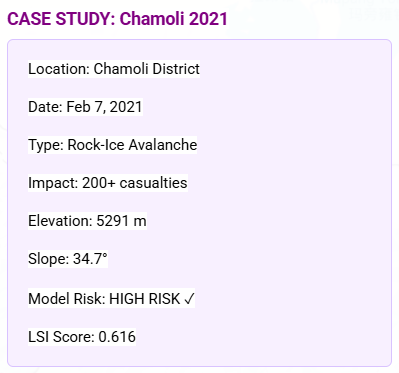 CASE STUDY: Chamoli 2021
Location: Chamoli District
Date: Feb 7, 2021
Type: Rock-Ice Avalanche
Impact: 200+ casualties
Elevation: 5291 m
Slope: 34.7°
Model Risk: HIGH RISK ✓
LSI Score: 0.616